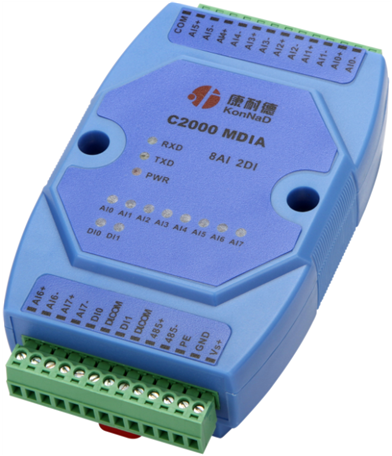 COM
AI5+
AI5-
AI4+
AI4-
AI3+
AI3-
AI2+
AI2-
AI1+
AI1-
AI0+
AI0-
康耐德
KonNaD
C2000 MDIA
RXD
8AI 2DI
TXD
PWR
AI0 AI1 AI2 AI3 AI4 AI5 AI6 AI7
DI0 DI1
AI6+
AI6-
AI7+
AI7-
DI0
DICOM
DI1
DICOM
485+
485-
PE
GND
Vs+